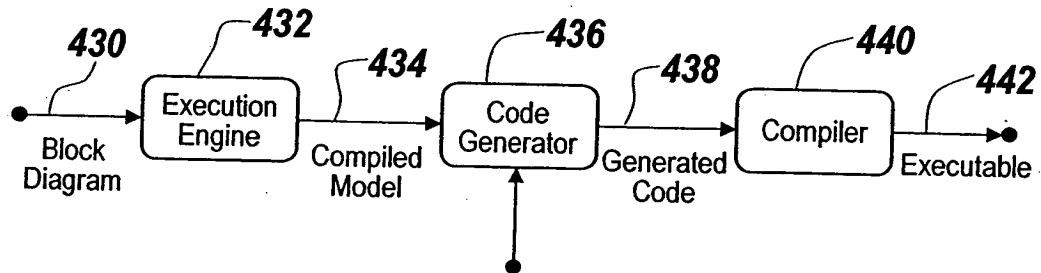 430
432
434
436
438
440
442
Execution
Engine
Code
Generator
Compiler
Block
Diagram
Compiled
Model
Generated
Code
Executable